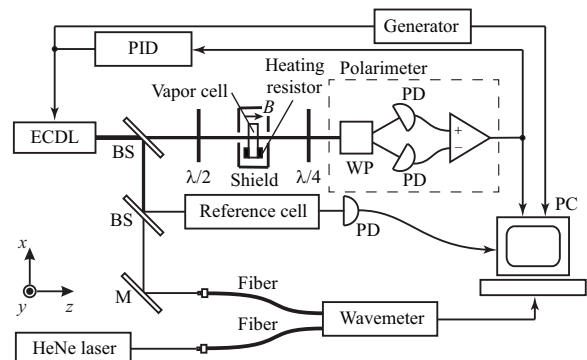 Generator
PID
Heating
resistor
Vapor cell
B
Polarimeter
PD
ECDL
BS
λ/2
Shield
λ/4
WP
+
−
PD
PC
BS
Reference cell
PD
x
y
z
M
Fiber
Fiber
Wavemeter
HeNe laser